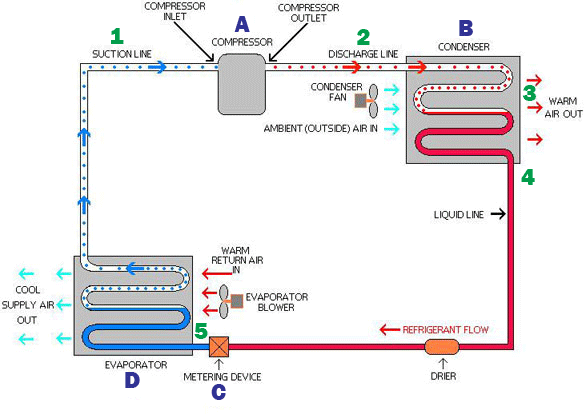 COMPRESSOR
INLET
A
COMPRESSOR
OUTLET
B
1
SUCTION LINE
COMPRESSOR
2
DISCHARGE LINE
CONDENSER
CONDENSER
FAN
3
WARM
AIR OUT
AMBIENT (OUTSIDE) AIR IN
4
LIQUID LINE
WARM
RETURN AIR
IN
COOL
SUPPLY AIR
OUT
EVAPORATOR
BLOWER
5
REFRIGERANT FLOW
EVAPORATOR
D
METERING DEVICE
C
DRIER